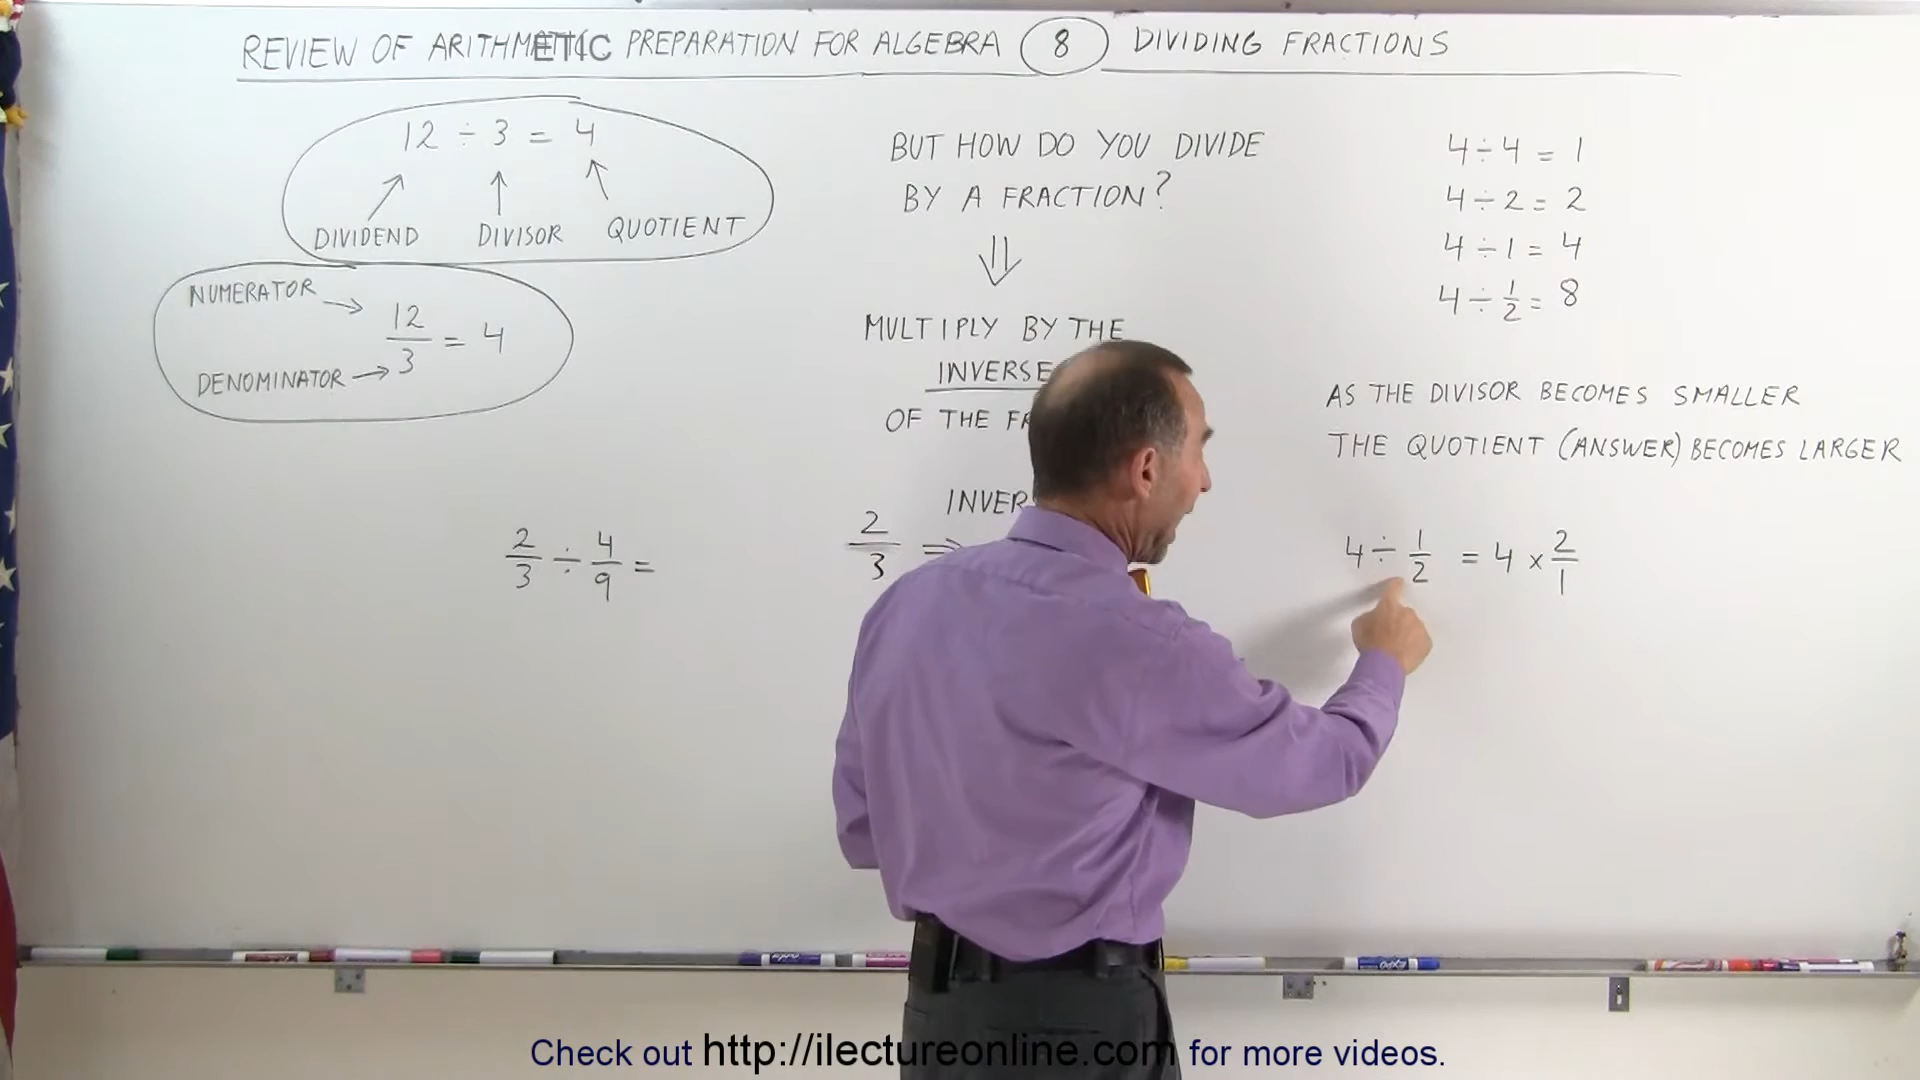 REVIEW OF ARITHMETIC PREPARATION FOR ALGEBRA 8 DIVIDING FRACTIONS
12 ÷ 3 = 4
DIVIDEND DIVISOR QUOTIENT
NUMERATOR
12/3 = 4
DENOMINATOR
2/3 ÷ 4/9 =
BUT HOW DO YOU DIVIDE
BY A FRACTION?
MULTIPLY BY THE
INVERSE
OF THE
2/3 ⇒
4 ÷ 4 = 1
4 ÷ 2 = 2
4 ÷ 1 = 4
4 ÷ 1/2 = 8
AS THE DIVISOR BECOMES SMALLER
THE QUOTIENT (ANSWER) BECOMES LARGER
4 ÷ 1/2 = 4 × 2/1
Check out http://ilectureonline.com for more videos.